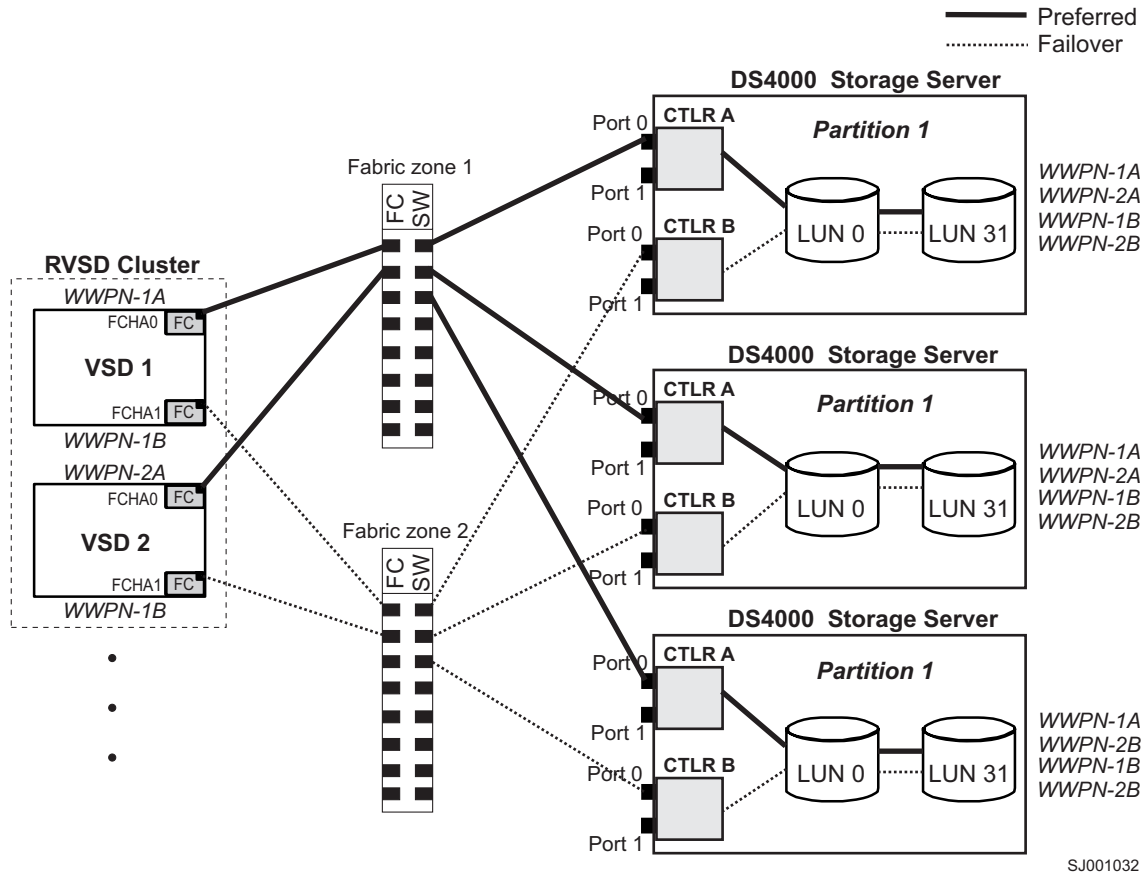 Preferred
Failover
DS4000 Storage Server
CTLR A
Partition 1
Port 0
Port 1
CTLR B
Port 0
Port 1
LUN 0
LUN 31
WWPN-1A
WWPN-2A
WWPN-1B
WWPN-2B
Fabric zone 1
FC
SW
RVSD Cluster
WWPN-1A
FCHA0
FC
VSD 1
FCHA1
FC
WWPN-1B
WWPN-2A
FCHA0
FC
VSD 2
FCHA1
FC
WWPN-1B
Fabric zone 2
FC
SW
DS4000 Storage Server
CTLR A
Partition 1
Port 0
Port 1
CTLR B
Port 0
Port 1
LUN 0
LUN 31
WWPN-1A
WWPN-2A
WWPN-1B
WWPN-2B
DS4000 Storage Server
CTLR A
Partition 1
Port 0
Port 1
CTLR B
Port 0
Port 1
LUN 0
LUN 31
WWPN-1A
WWPN-2B
WWPN-1B
WWPN-2B
SJ001032